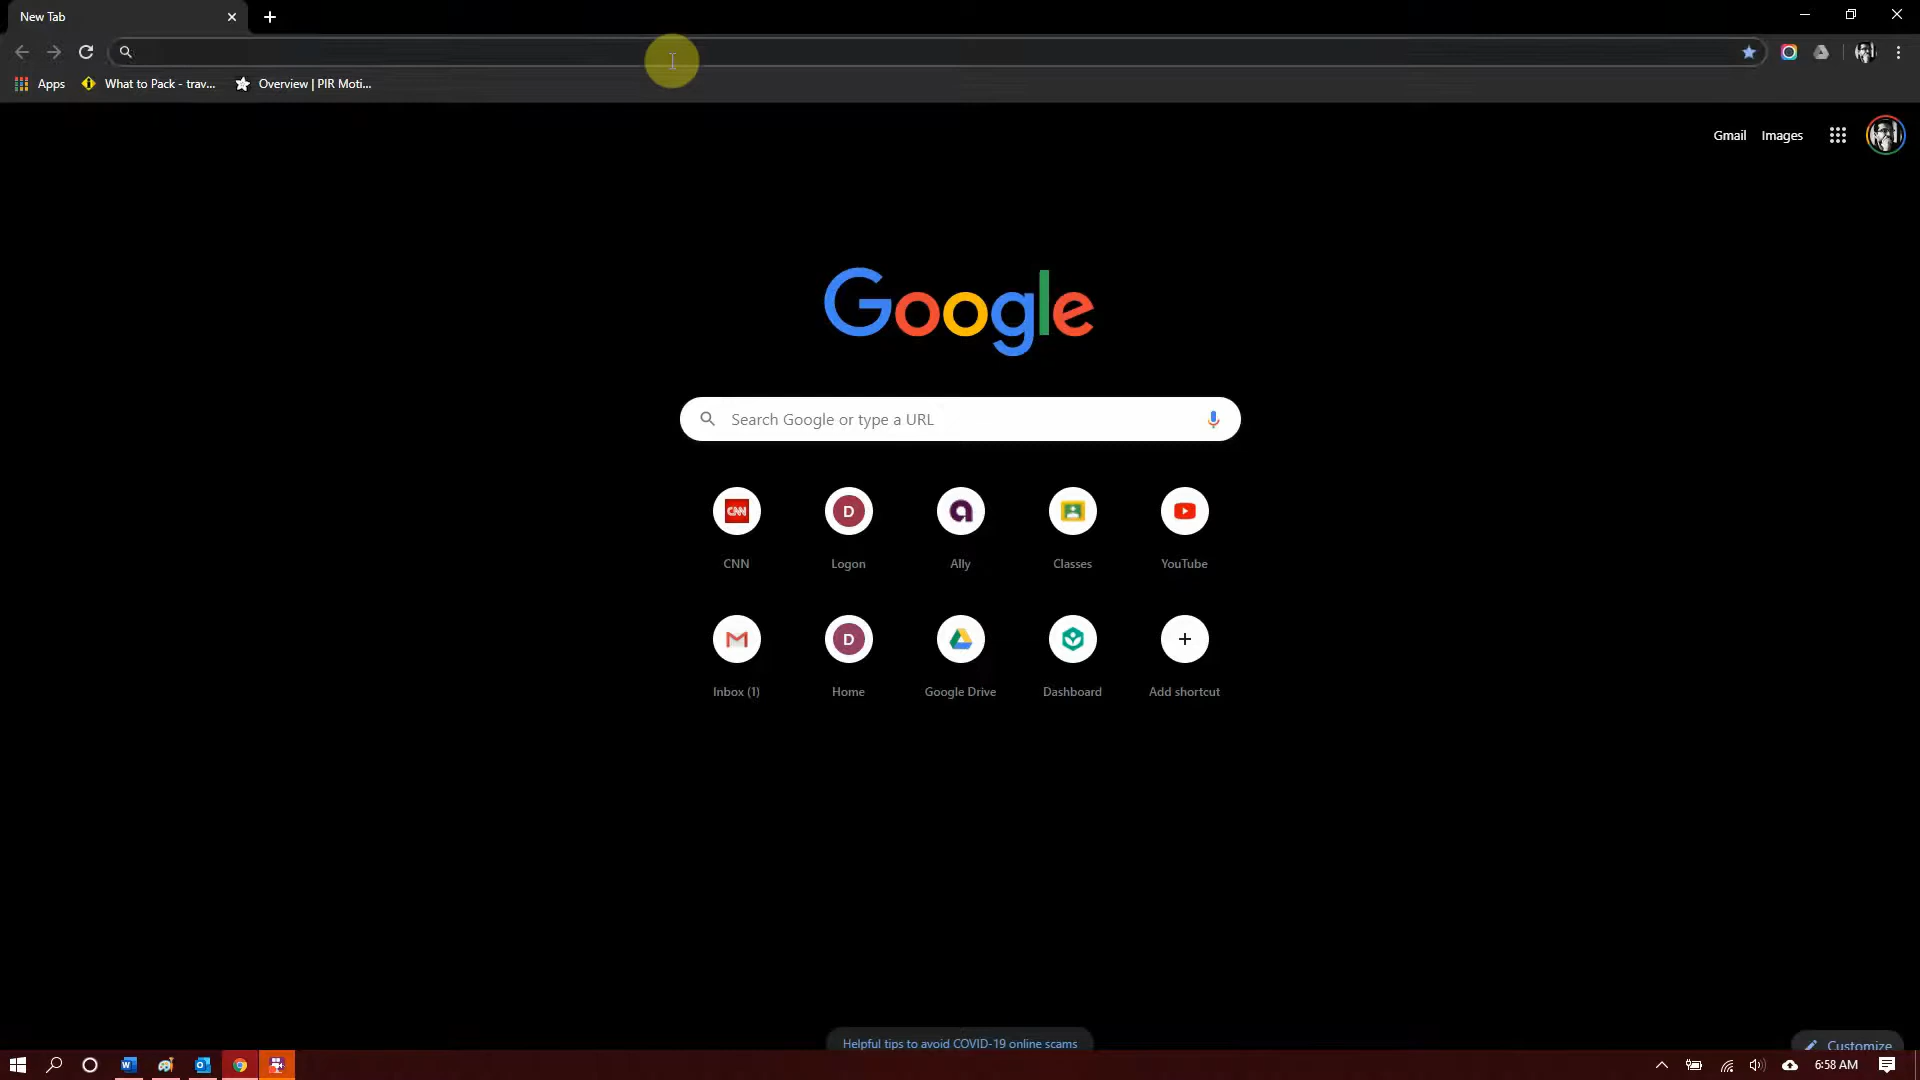 New Tab
Apps What to Pack - trav... Overview | PIR Moti...
Gmail Images
Google
Search Google or type a URL
CNN D a
CNN Logon Ally Classes YouTube
D
Inbox (1) Home Google Drive Dashboard Add shortcut
Helpful tips to avoid COVID-19 online scams
Customize
6:58 AM